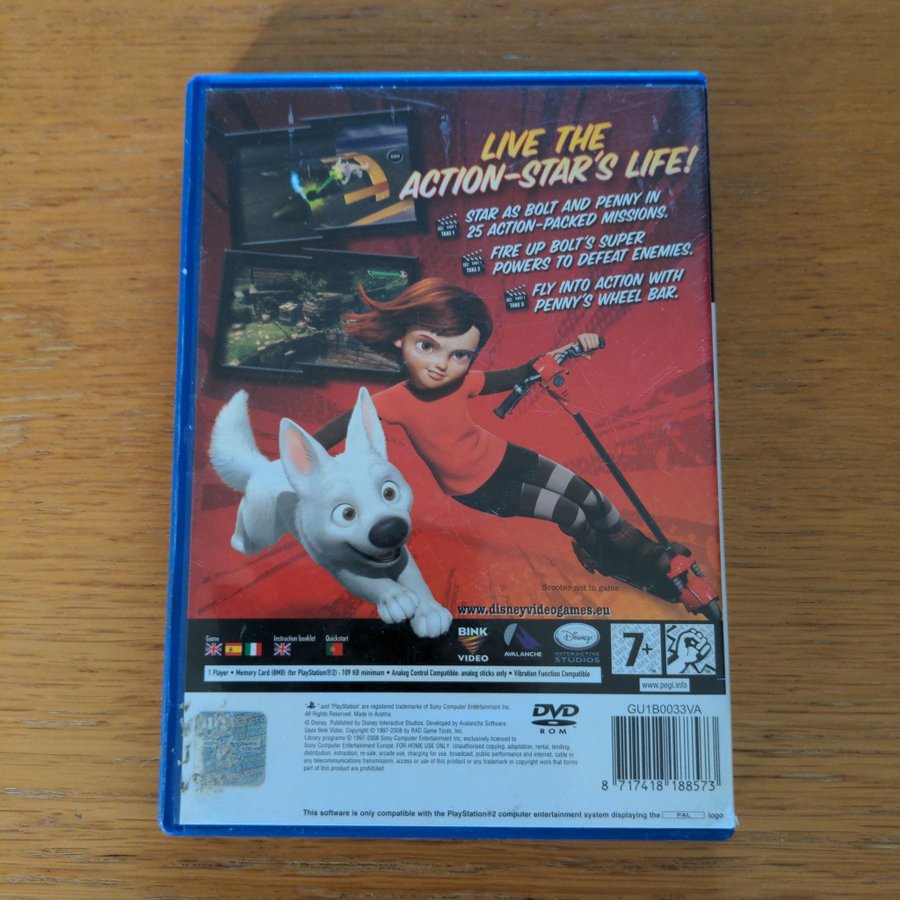 LIVE THE
ACTION-STAR'S LIFE!
STAR AS BOLT AND PENNY IN
25 ACTION-PACKED MISSIONS.
TAKE 1
FIRE UP BOLT'S SUPER
POWERS TO DEFEAT ENEMIES.
TAKE 2
FLY INTO ACTION WITH
PENNY'S WHEEL BAR.
TAKE 3
Scooter not in game
www.disneyvideogames.eu
Game
Instruction booklet
Quickstart
BINK
VIDEO
AVALANCHE
Disney
INTERACTIVE
STUDIOS
7+
www.pegi.info
1 Player • Memory Card (8MB) (for PlayStation®2) : 109 KB minimum • Analog Control Compatible: analog sticks only • Vibration Function Compatible
" and "PlayStation" are registered trademarks of Sony Computer Entertainment Inc.
All Rights Reserved. Made in Austria.
© Disney. Published by Disney Interactive Studios. Developed by Avalanche Software.
Uses Bink Video. Copyright © 1997-2008 by RAD Game Tools, Inc.
Library programs © 1997-2008 Sony Computer Entertainment Inc. exclusively licensed to
Sony Computer Entertainment Europe. FOR HOME USE ONLY. Unauthorised copying, adaptation, rental, lending,
distribution, extraction, re-sale, arcade use, charging for use, broadcast, public performance and internet, cable or
any telecommunications transmission, access or use of this product or any trademark or copyright work that forms
part of this product are prohibited.
DVD
ROM
GU1B0033VA
8 717418 188573
This software is only compatible with the PlayStation®2 computer entertainment system displaying the PAL logo